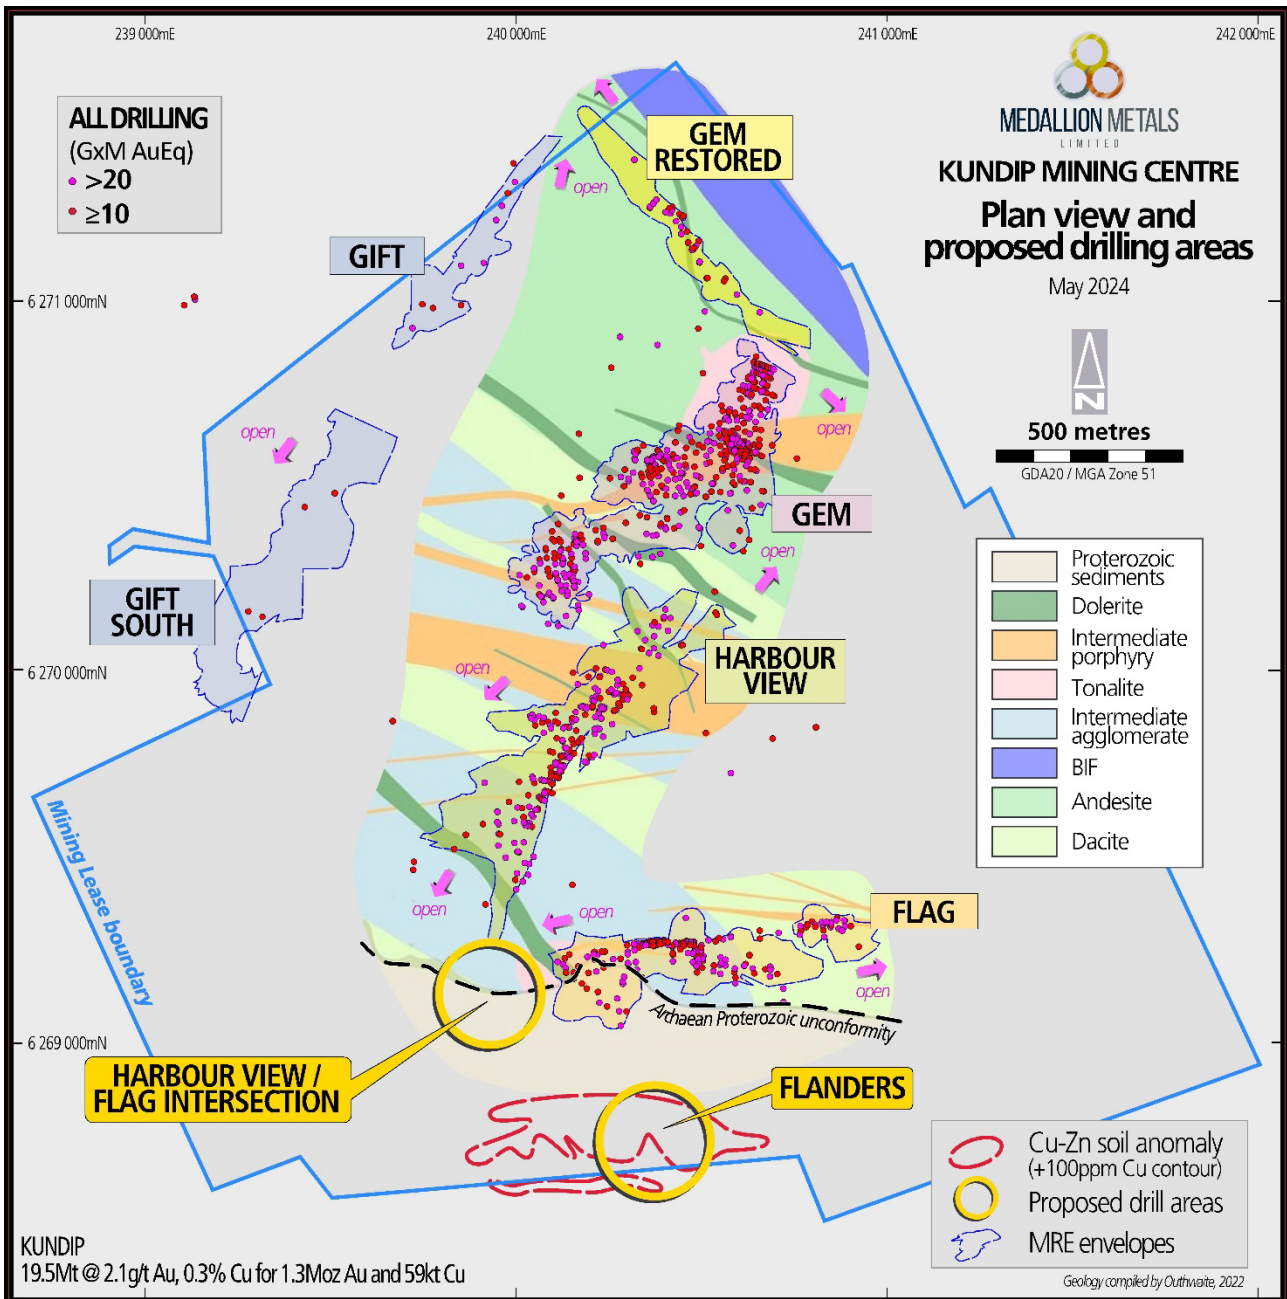 239 000mE
240 000mE
241 000mE
242 000mE
ALL DRILLING
(GxM AuEq)
>20
≥10
MEDALLION METALS
LIMITED
KUNDIP MINING CENTRE
Plan view and
proposed drilling areas
May 2024
N
500 metres
GDA20 / MGA Zone 51
GEM
RESTORED
open
GIFT
6 271 000mN
open
open
GEM
open
GIFT
SOUTH
HARBOUR
VIEW
6 270 000mN
open
Proterozoic
sediments
Dolerite
Intermediate
porphyry
Tonalite
Intermediate
agglomerate
BIF
Andesite
Dacite
Mining Lease boundary
open
open
FLAG
open
Archaean Proterozoic unconformity
6 269 000mN
HARBOUR VIEW /
FLAG INTERSECTION
FLANDERS
Cu-Zn soil anomaly
(+100ppm Cu contour)
Proposed drill areas
MRE envelopes
KUNDIP
19.5Mt @ 2.1g/t Au, 0.3% Cu for 1.3Moz Au and 59kt Cu
Geology compiled by Outhwaite, 2022